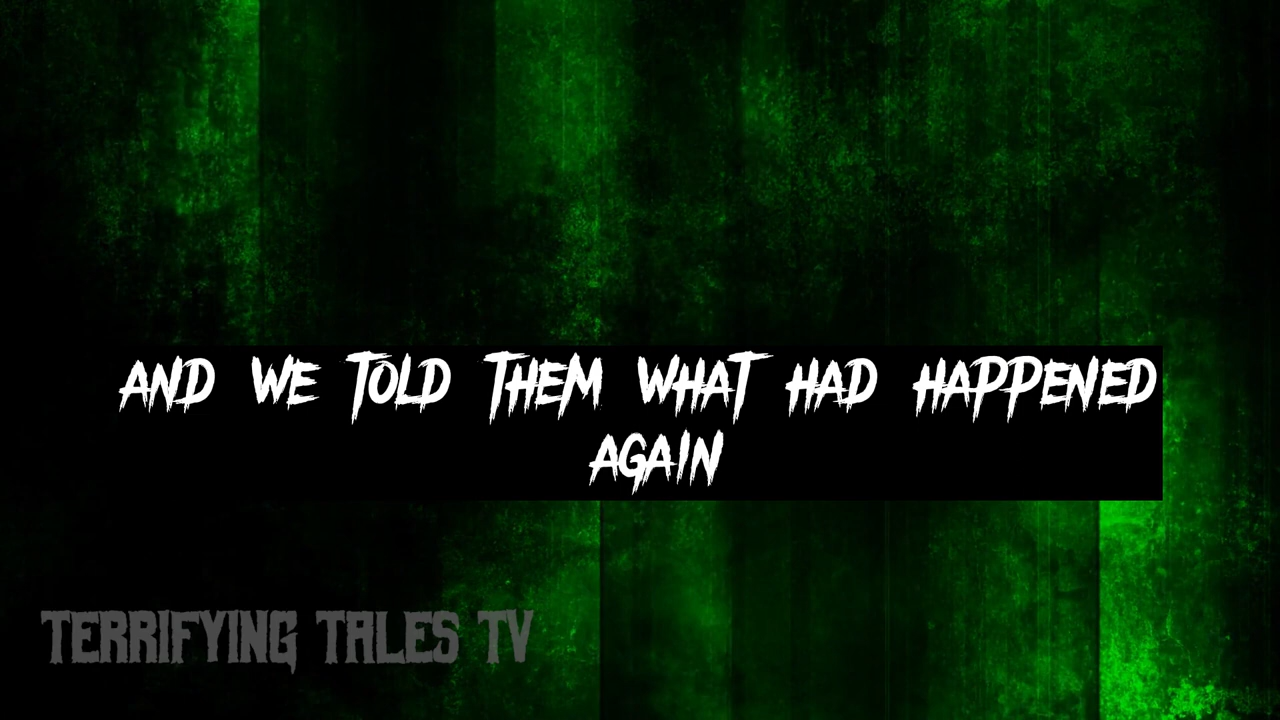 AND WE TOLD THEM WHAT HAD HAPPENED
AGAIN
TERRIFYING TALES TV